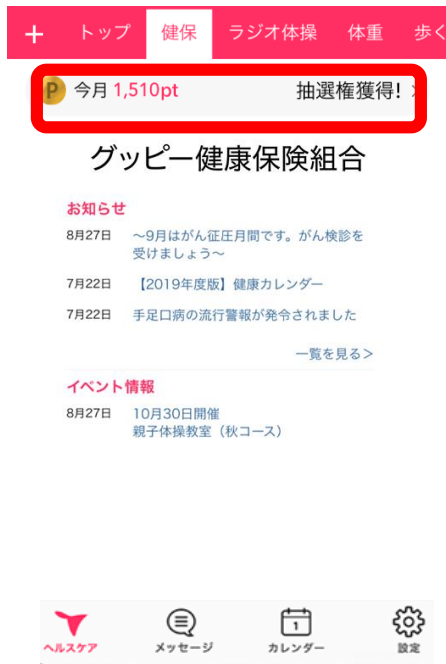 + トップ 健保 ラジオ体操 体重 歩く
P 今月 1,510pt 抽選権獲得! >
グッピー健康保険組合
お知らせ
8月27日 ～9月はがん征圧月間です。がん検診を
受けましょう～
7月22日 【2019年度版】健康カレンダー
7月22日 手足口病の流行警報が発令されました
一覧を見る>
イベント情報
8月27日 10月30日開催
親子体操教室（秋コース）
1
ヘルスケア メッセージ カレンダー 設定